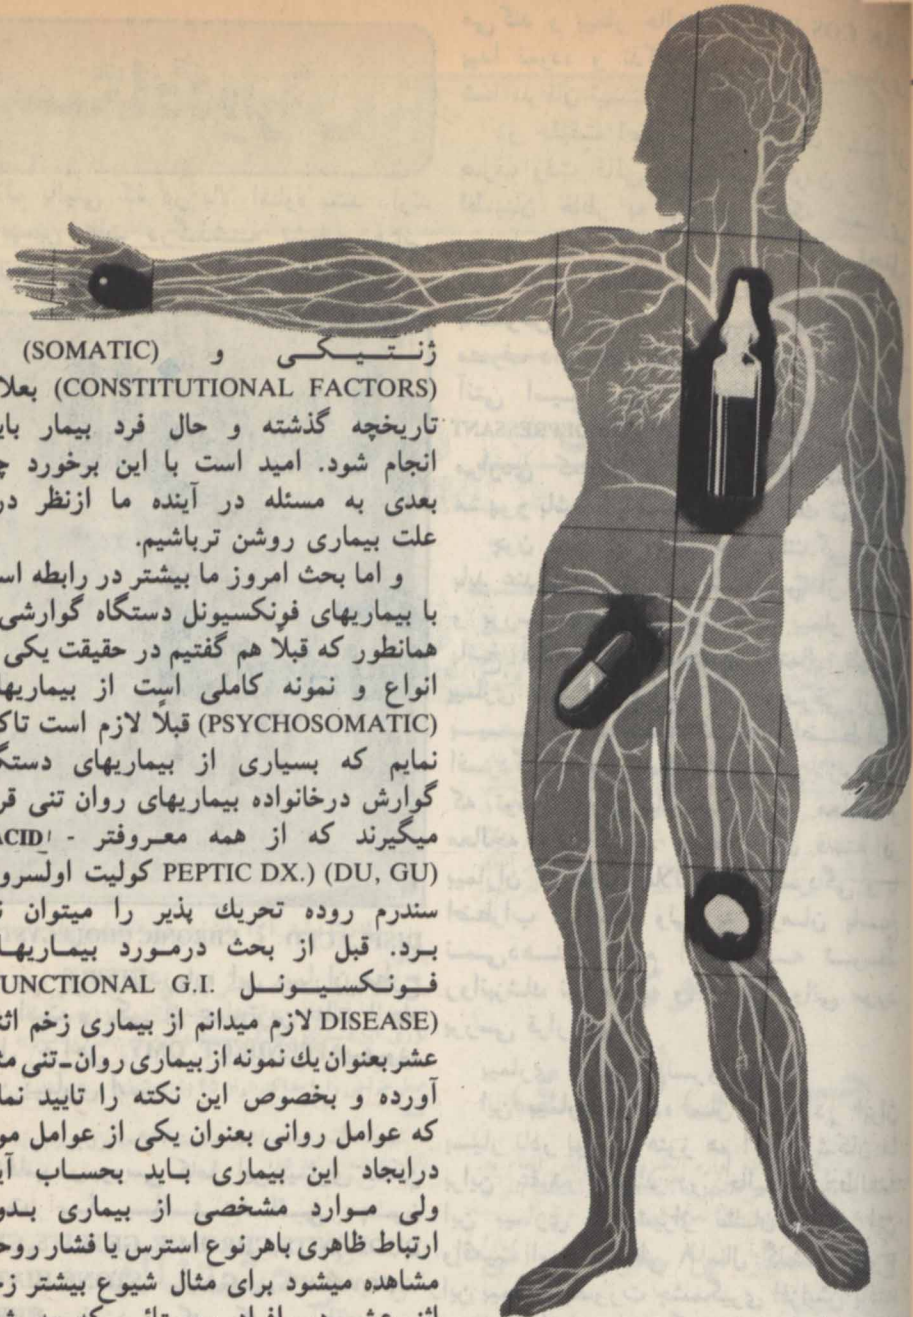 ژنتیکی و (SOMATIC)
(CONSTITUTIONAL FACTORS) بعلا
تاریخچه گذشته و حال فرد بیمار بای
انجام شود. امید است با این برخورد چ
بعدی به مسئله در آینده ما ازنظر در
علت بیماری روشن ترباشیم.
و اما بحث امروز ما بیشتر در رابطه اس
با بیماریهای فونکسیونل دستگاه گوارشی
همانطور که قبلاً هم گفتیم در حقیقت یکی
انواع و نمونه کاملی است از بیماریها
(PSYCHOSOMATIC) قبلاً لازم است تاک
نمایم که بسیاری از بیماریهای دستگ
گوارش درخانواده بیماریهای روان تنی قر
میگیرند که از همه معروفتر - ACID
PEPTIC DX.) (DU, GU) کولیت اولسرو
سندرم روده تحریك پذیر را میتوان ن
برد. قبل از بحث درمورد بیماریها
فونکسیونل UNCTIONAL G.I.
DISEASE) لازم میدانم از بیماری زخم اثن
عشر بعنوان یك نمونه از بیماری روان-تنی مث
آورده و بخصوص این نکته را تایید نما
که عوامل روانی بعنوان یکی از عوامل مو
درایجاد این بیماری باید بحساب آی
ولی موارد مشخصی از بیماری بدو
ارتباط ظاهری باهر نوع استرس یا فشار روح
مشاهده میشود برای مثال شیوع بیشتر زخ